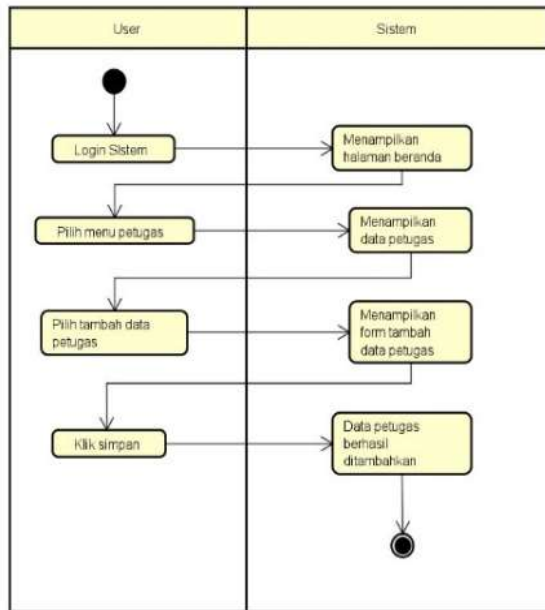 User
Sistem
Login SIstem
Menampilkan
halaman beranda
Pilih menu petugas
Menampilkan
data petugas
Pilih tambah data
petugas
Menampilkan
form tambah
data petugas
Klik simpan
Data petugas
berhasil
ditambahkan